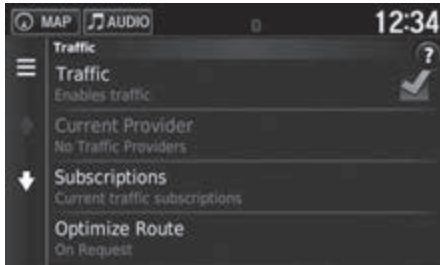 MAP AUDIO 12:34
Traffic
?
Traffic
Enables traffic
Current Provider
No Traffic Providers
Subscriptions
Current traffic subscriptions
Optimize Route
On Request